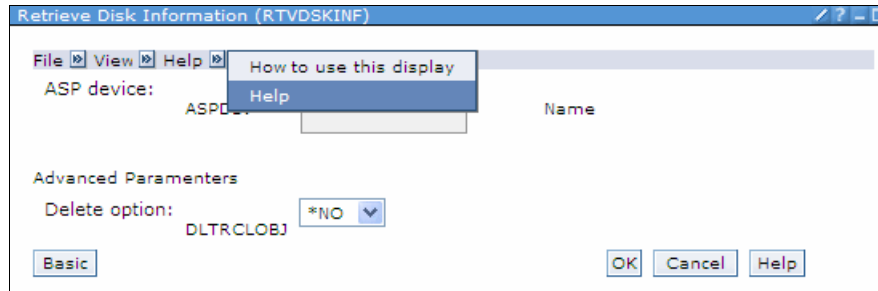 Retrieve Disk Information (RTVDSKINF)
File View Help
How to use this display
Help
ASP device:
Name
Advanced Paramenters
Delete option:
DLTRCLOBJ *NO
Basic OK Cancel Help